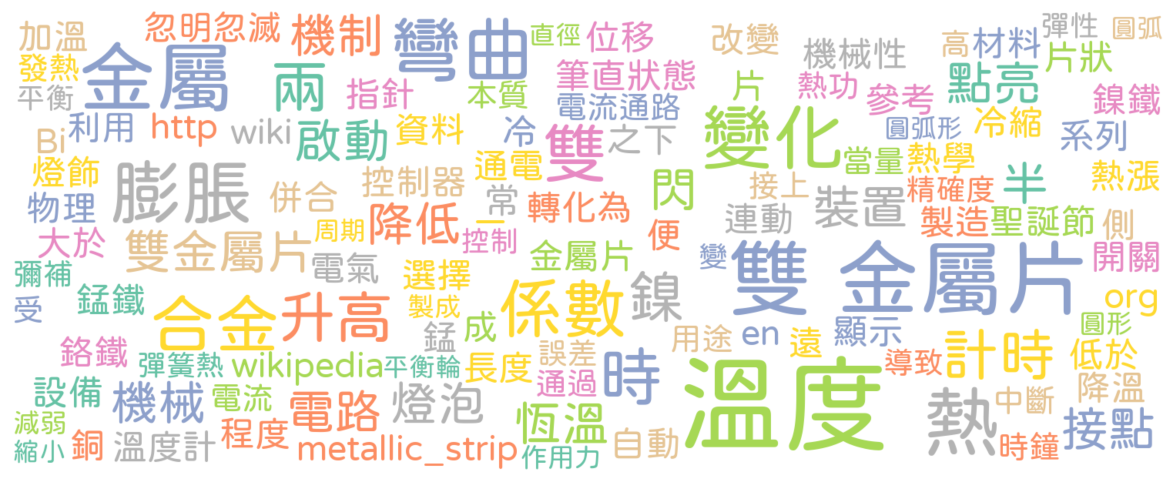 加溫 忽明忽滅 機制 彎曲 直徑 位移 改變 機械性 高 材料 彈性 圓弧
發熱 金屬 兩 指針 本質 筆直狀態 片 熱功 參考 點亮 片狀 鎳鐵
平衡 利用 http wiki 啟動 資料 冷 電流通路 雙 之下 變化 當量 圓弧形 冷縮 系列
Bi 燈飾 膨脹 併合 控制器 通電 常 轉化為 閃 接上 裝置 熱學 精確度 半 熱漲
物理 大於 雙金屬片 周期 降低 一 控制 金屬片 便 連動 製造 聖誕節 側
彌補 錳鐵 電氣 選擇 係數 鎳 變 雙 金屬片 開關
受 合金 升高 製成 錳 成 用途 en 顯示 遠 org 圓形
鉻鐵 彈簧熱 wikipedia 平衡輪 長度 誤差 時 溫度 導致 計時 低於
設備 機械 電流 電路 燈泡 通過 恆溫 熱 中斷 降溫
減弱 縮小 銅 溫度計 程度 metallic_strip 作用力 自動 時鐘 接點